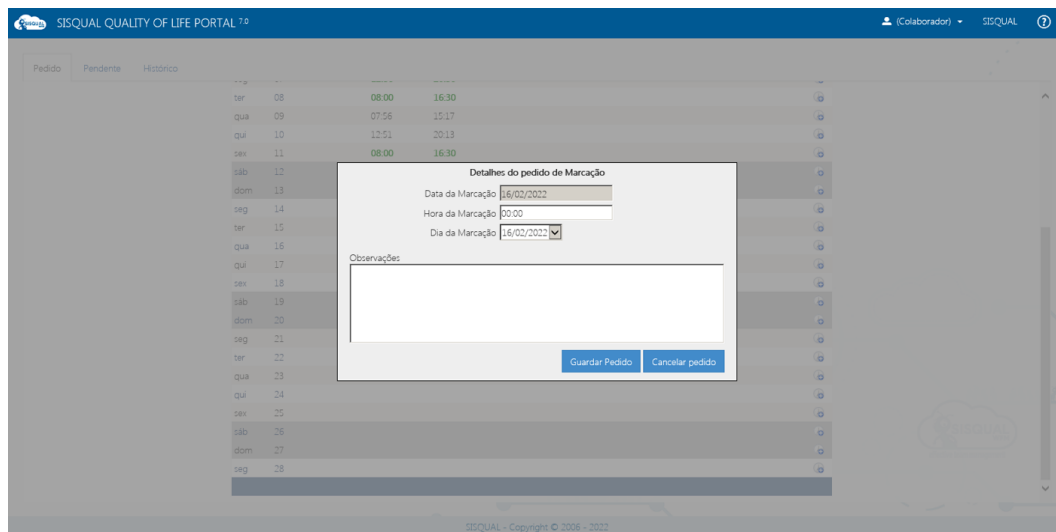 SISQUAL SISQUAL QUALITY OF LIFE PORTAL 7.0 (Colaborador) SISQUAL ?
Pedido Pendente Histórico
ter 08 08:00 16:30
qua 09 07:56 15:17
qui 10 12:51 20:13
sex 11 08:00 16:30
sáb 12
dom 13
seg 14
ter 15
qua 16
qui 17
sex 18
sáb 19
dom 20
seg 21
ter 22
qua 23
qui 24
sex 25
sáb 26
dom 27
seg 28
Detalhes do pedido de Marcação
Data da Marcação 16/02/2022
Hora da Marcação 00:00
Dia da Marcação 16/02/2022
Observações
Guardar Pedido Cancelar pedido
SISQUAL
SISQUAL - Copyright © 2006 - 2022